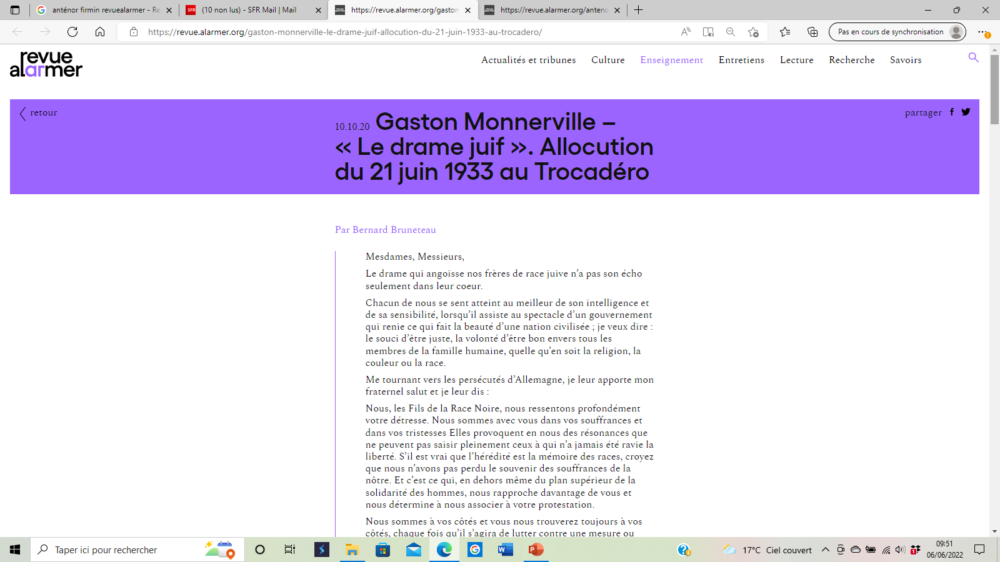 anténor firmin revuealarmer - Re
(10 non lus) - SFR Mail | Mail
https://revue.alarmer.org/gaston
https://revue.alarmer.org/anteno
https://revue.alarmer.org/gaston-monnerville-le-drame-juif-allocution-du-21-juin-1933-au-trocadero/
Pas en cours de synchronisation
revue
alarmer
Actualités et tribunes Culture Enseignement Entretiens Lecture Recherche Savoirs
retour
partager
10.10.20 Gaston Monnerville –
« Le drame juif ». Allocution
du 21 juin 1933 au Trocadéro
Par Bernard Bruneteau
Mesdames, Messieurs,
Le drame qui angoisse nos frères de race juive n’a pas son écho
seulement dans leur coeur.
Chacun de nous se sent atteint au meilleur de son intelligence et
de sa sensibilité, lorsqu’il assiste au spectacle d’un gouvernement
qui renie ce qui fait la beauté d’une nation civilisée ; je veux dire :
le souci d’être juste, la volonté d’être bon envers tous les
membres de la famille humaine, quelle qu’en soit la religion, la
couleur ou la race.
Me tournant vers les persécutés d’Allemagne, je leur apporte mon
fraternel salut et je leur dis :
Nous, les Fils de la Race Noire, nous ressentons profondément
votre détresse. Nous sommes avec vous dans vos souffrances et
dans vos tristesses Elles provoquent en nous des résonances que
ne peuvent pas saisir pleinement ceux à qui n’a jamais été ravie la
liberté. S’il est vrai que l’hérédité est la mémoire des races, croyez
que nous n’avons pas perdu le souvenir des souffrances de la
nôtre. Et c’est ce qui, en dehors même du plan supérieur de la
solidarité des hommes, nous rapproche davantage de vous et
nous détermine à nous associer à votre protestation.
Nous sommes à vos côtés et vous nous trouverez toujours à vos
côtés, chaque fois qu’il s’agira de lutter contre une mesure ou
Taper ici pour rechercher
17°C Ciel couvert
09:51
06/06/2022